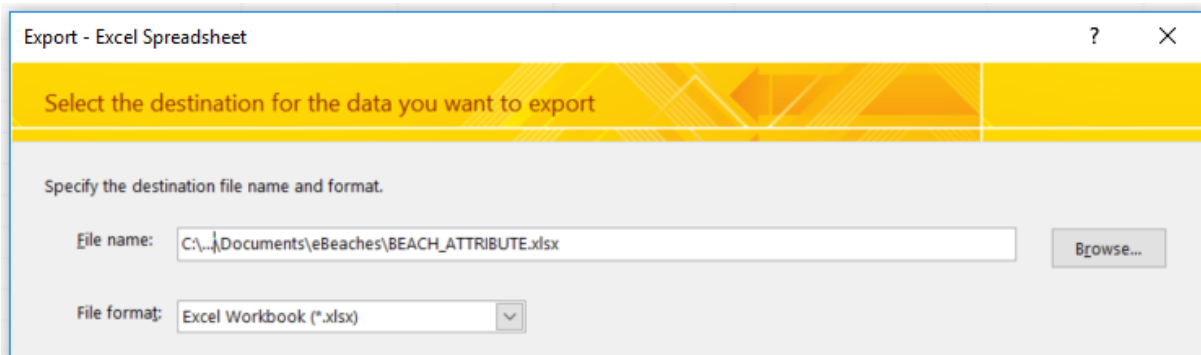 Export - Excel Spreadsheet ?
Select the destination for the data you want to export
Specify the destination file name and format.
File name: C:\...\Documents\eBeaches\BEACH_ATTRIBUTE.xlsx Browse...
File format: Excel Workbook (*.xlsx)